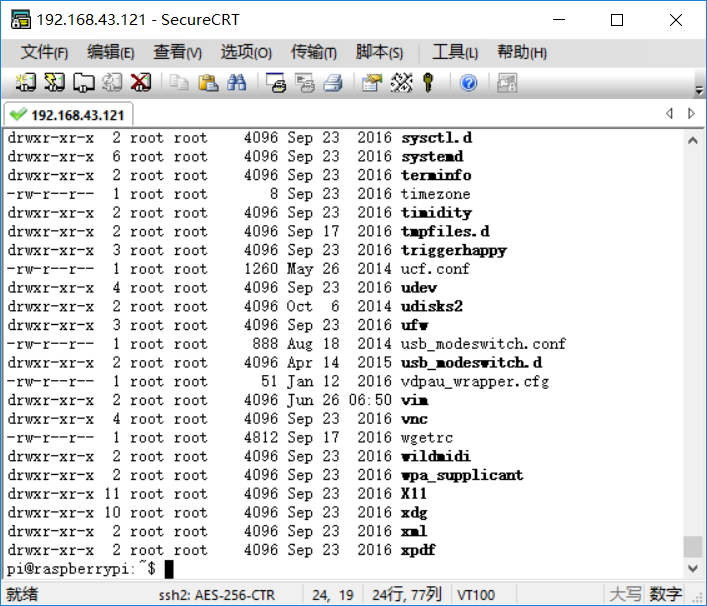 192.168.43.121 - SecureCRT
文件(F) 编辑(E) 查看(V) 选项(O) 传输(T) 脚本(S) 工具(L) 帮助(H)
192.168.43.121
drwxr-xr-x  2 root root    4096 Sep 23  2016 sysctl.d
drwxr-xr-x  6 root root    4096 Sep 23  2016 systemd
drwxr-xr-x  2 root root    4096 Sep 23  2016 terminfo
-rw-r--r--  1 root root       8 Sep 23  2016 timezone
drwxr-xr-x  2 root root    4096 Sep 23  2016 timidity
drwxr-xr-x  2 root root    4096 Sep 17  2016 tmpfiles.d
drwxr-xr-x  3 root root    4096 Sep 23  2016 triggerhappy
-rw-r--r--  1 root root    1260 May 26  2014 ucf.conf
drwxr-xr-x  4 root root    4096 Sep 23  2016 udev
drwxr-xr-x  2 root root    4096 Oct  6  2014 udisks2
drwxr-xr-x  3 root root    4096 Sep 23  2016 ufw
-rw-r--r--  1 root root     888 Aug 18  2014 usb_modeswitch.conf
drwxr-xr-x  2 root root    4096 Apr 14  2015 usb_modeswitch.d
-rw-r--r--  1 root root      51 Jan 12  2016 vdpau_wrapper.cfg
drwxr-xr-x  2 root root    4096 Jun 26 06:50 vim
drwxr-xr-x  4 root root    4096 Sep 23  2016 vnc
-rw-r--r--  1 root root    4812 Sep 17  2016 wgetrc
drwxr-xr-x  2 root root    4096 Sep 23  2016 wildmidi
drwxr-xr-x  2 root root    4096 Sep 23  2016 wpa_supplicant
drwxr-xr-x 11 root root    4096 Sep 23  2016 X11
drwxr-xr-x 10 root root    4096 Sep 23  2016 xdg
drwxr-xr-x  2 root root    4096 Sep 23  2016 xml
drwxr-xr-x  2 root root    4096 Sep 23  2016 xpdf
pi@raspberrypi:~$
就绪 ssh2: AES-256-CTR 24, 19 24行, 77列 VT100 大写 数字